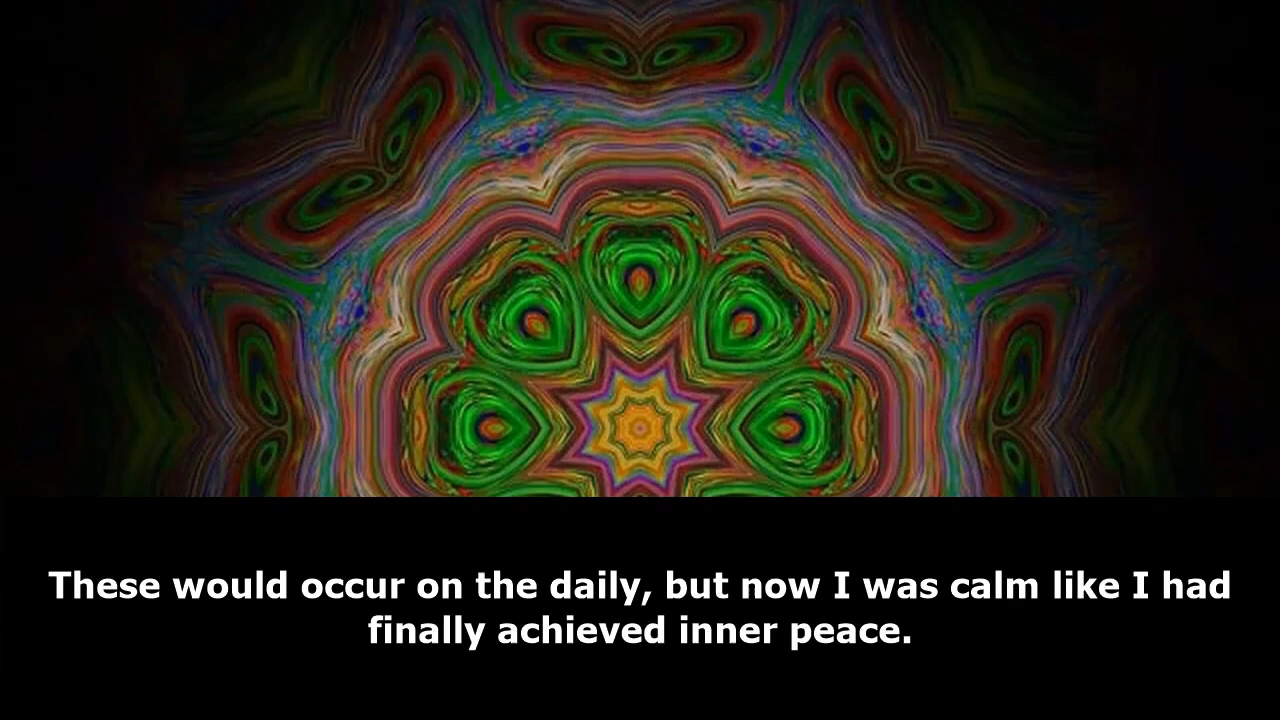 These would occur on the daily, but now I was calm like I had
finally achieved inner peace.